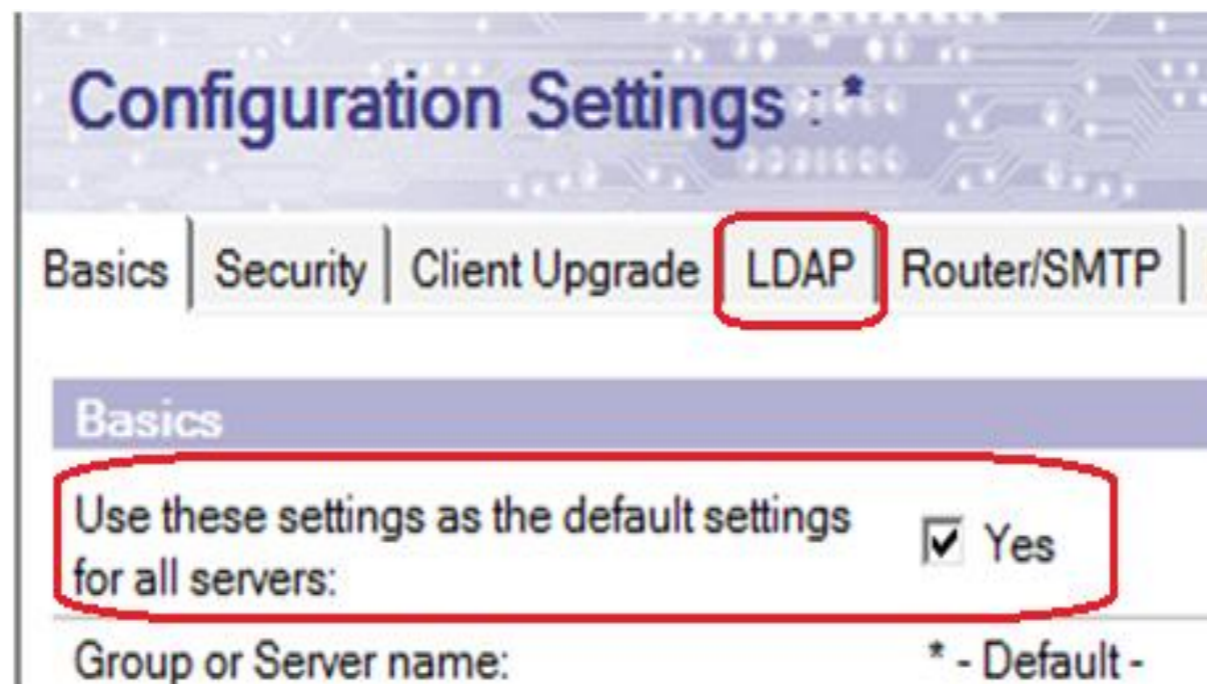 Configuration Settings : *
Basics Security Client Upgrade LDAP Router/SMTP
Basics
Use these settings as the default settings
for all servers: Yes
Group or Server name: * - Default -